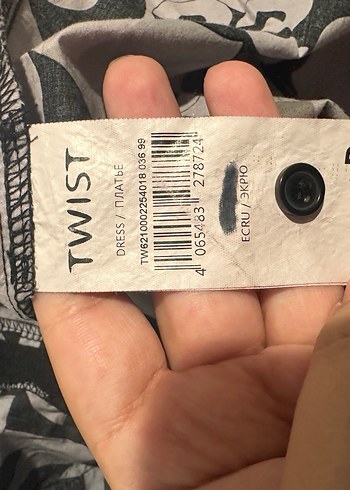 TWIST
DRESS / ПЛАТЬЕ
TW6210002254018 036 99
4 065483 278724
ECRU / ЭКРЮ